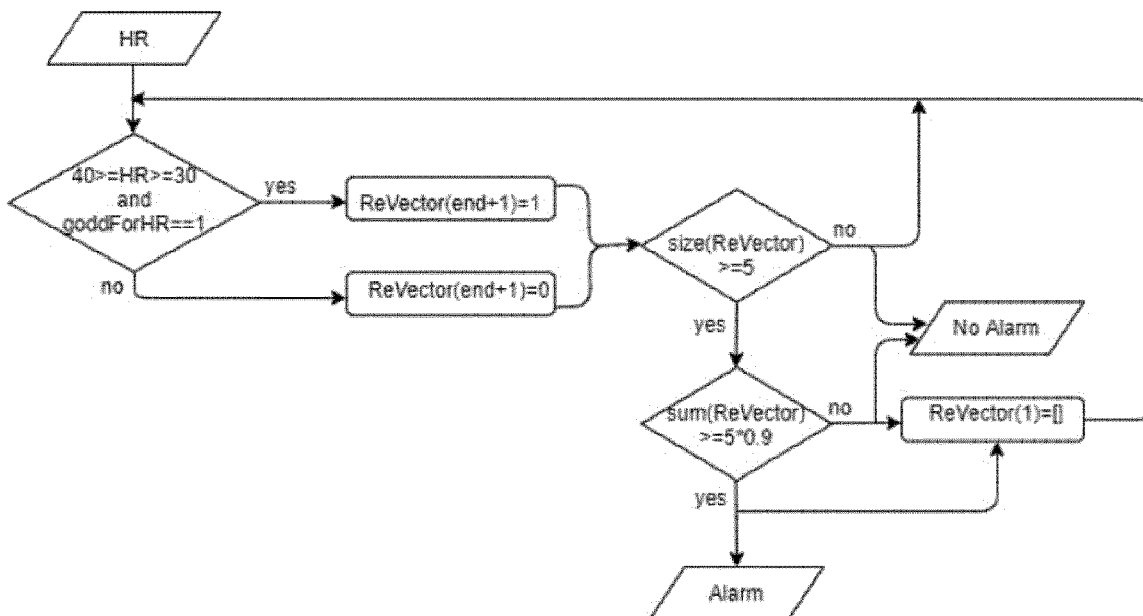 HR
40>=HR>=30
and
goddForHR==1
yes
no
ReVector(end+1)=1
ReVector(end+1)=0
size(ReVector)
>=5
no
yes
No Alarm
sum(ReVector)
>=5*0.9
no
yes
ReVector(1)=[]
Alarm